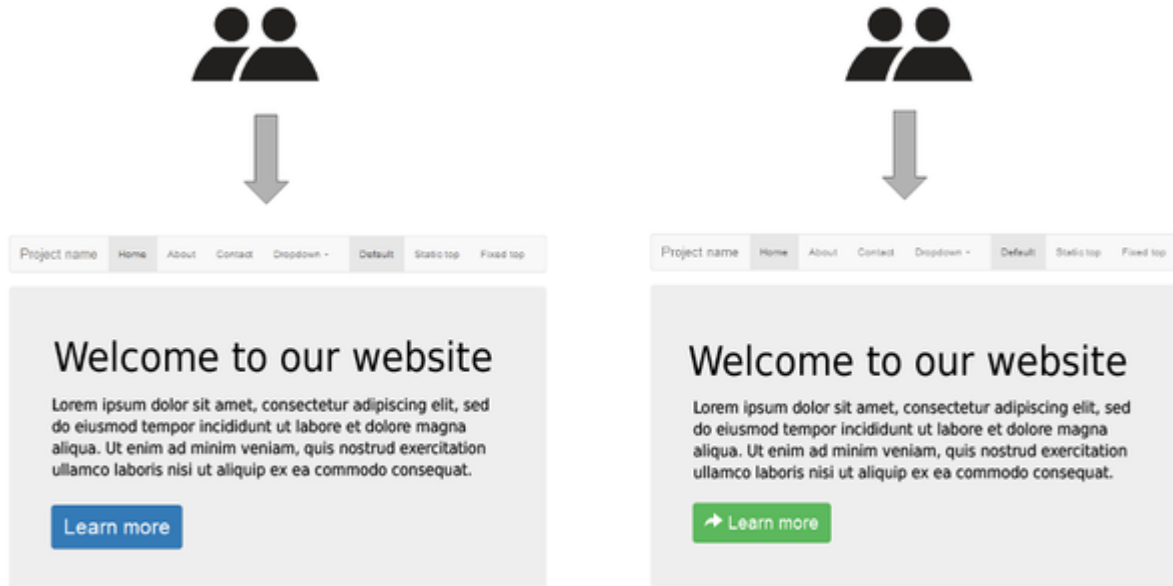 Project name Home About Contact Dropdown Default Static top Fixed top
Welcome to our website
Lorem ipsum dolor sit amet, consectetur adipiscing elit, sed
do eiusmod tempor incididunt ut labore et dolore magna
aliqua. Ut enim ad minim veniam, quis nostrud exercitation
ullamco laboris nisi ut aliquip ex ea commodo consequat.
Learn more
Project name Home About Contact Dropdown Default Static top Fixed top
Welcome to our website
Lorem ipsum dolor sit amet, consectetur adipiscing elit, sed
do eiusmod tempor incididunt ut labore et dolore magna
aliqua. Ut enim ad minim veniam, quis nostrud exercitation
ullamco laboris nisi ut aliquip ex ea commodo consequat.
Learn more